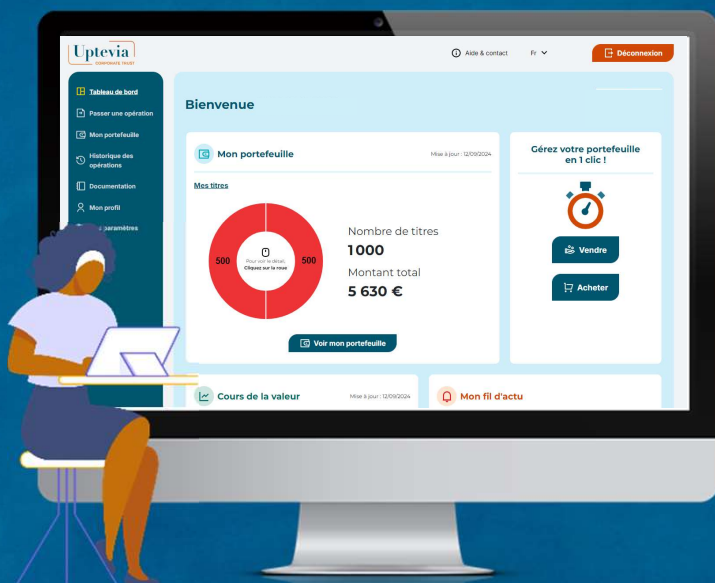 Uptevia
CORPORATE TRUST
Aide & contact
Fr
Déconnexion
Tableau de bord
Passer une opération
Mon portefeuille
Historique des
opérations
Documentation
Mon profil
paramètres
Bienvenue
Mon portefeuille
Mise à jour : 12/09/2024
Mes titres
500
Pour voir le détail,
Cliquez sur la roue
500
Nombre de titres
1 000
Montant total
5 630 €
Voir mon portefeuille
Gérez votre portefeuille
en 1 clic !
Vendre
Acheter
Cours de la valeur
Mise à jour : 12/09/2024
Mon fil d'actu